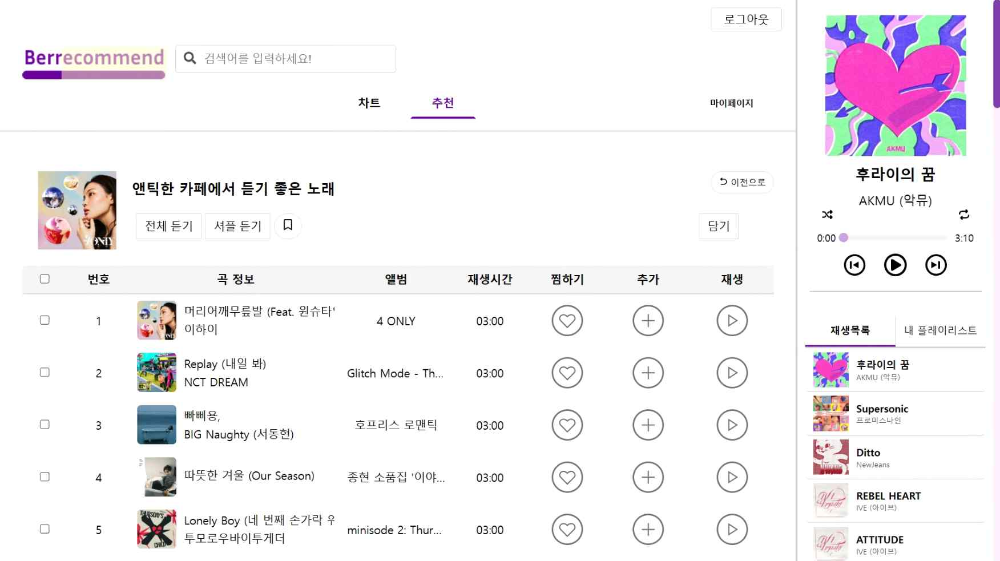 로그아웃
Berrecommend
검색어를 입력하세요!
차트
추천
마이페이지
앤틱한 카페에서 듣기 좋은 노래
이전으로
전체 듣기
셔플 듣기
담기
번호 곡 정보 앨범 재생시간 찜하기 추가 재생
1 머리어깨무릎발 (Feat. 원슈타
이하이
4 ONLY 03:00
2 Replay (내일 봐)
NCT DREAM
Glitch Mode - Th... 03:00
3 빠삐용,
BIG Naughty (서동현)
호프리스 로맨틱 03:00
4 따뜻한 겨울 (Our Season)
종현 소품집 '이야... 03:00
5 Lonely Boy (네 번째 손가락
투모로우바이투게더
minisode 2: Thur... 03:00
AKMU
후라이의 꿈
AKMU (악뮤)
0:00 3:10
재생목록
내 플레이리스트
후라이의 꿈
AKMU (악뮤)
Supersonic
프로미스나인
Ditto
NewJeans
REBEL HEART
IVE (아이브)
ATTITUDE
IVE (아이브)